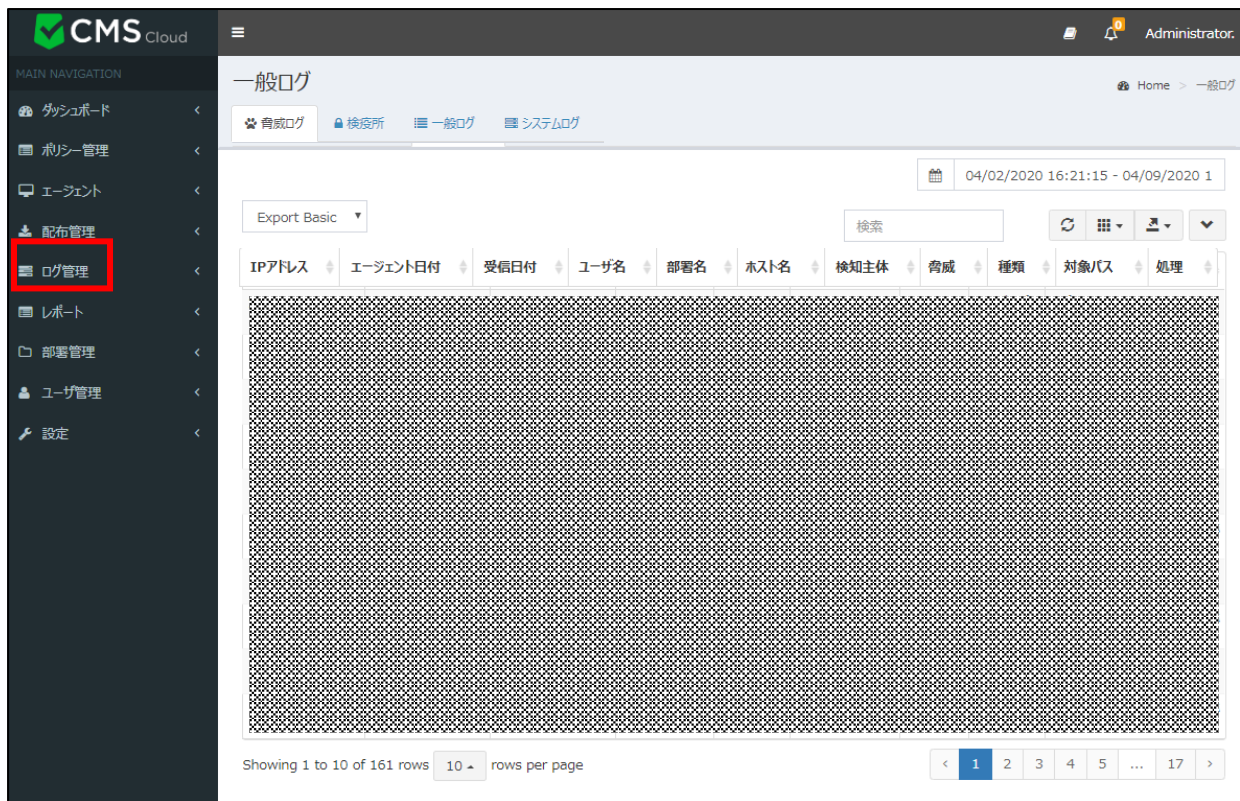 CMS Cloud
0
Administrator.
MAIN NAVIGATION
ダッシュボード
ポリシー管理
エージェント
配布管理
ログ管理
レポート
部署管理
ユーザ管理
設定
一般ログ
Home > 一般ログ
脅威ログ 検疫所 一般ログ システムログ
04/02/2020 16:21:15 - 04/09/2020 1
Export Basic
検索
IPアドレス エージェント日付 受信日付 ユーザ名 部署名 ホスト名 検知主体 脅威 種類 対象パス 処理
Showing 1 to 10 of 161 rows 10 rows per page
‹ 1 2 3 4 5 ... 17 ›